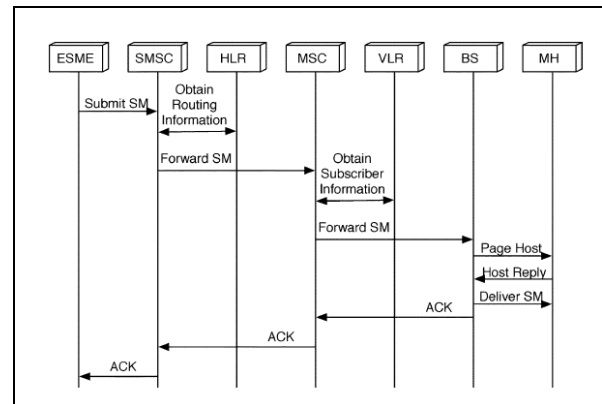 ESME SMSC HLR MSC VLR BS MH
Submit SM
Obtain
Routing
Information
Forward SM
Obtain
Subscriber
Information
Forward SM
Page Host
Host Reply
Deliver SM
ACK
ACK
ACK